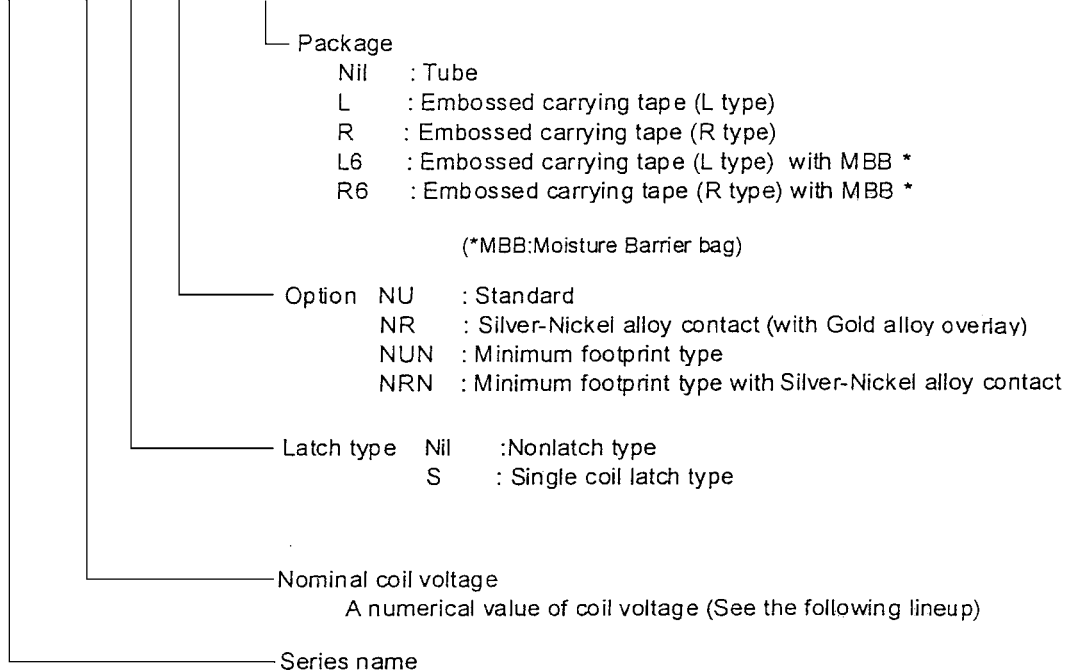 Package
Nil : Tube
L : Embossed carrying tape (L type)
R : Embossed carrying tape (R type)
L6 : Embossed carrying tape (L type) with MBB *
R6 : Embossed carrying tape (R type) with MBB *
(*MBB:Moisture Barrier bag)
Option NU : Standard
NR : Silver-Nickel alloy contact (with Gold alloy overlay)
NUN : Minimum footprint type
NRN : Minimum footprint type with Silver-Nickel alloy contact
Latch type Nil :Nonlatch type
S : Single coil latch type
Nominal coil voltage
A numerical value of coil voltage (See the following lineup)
Series name